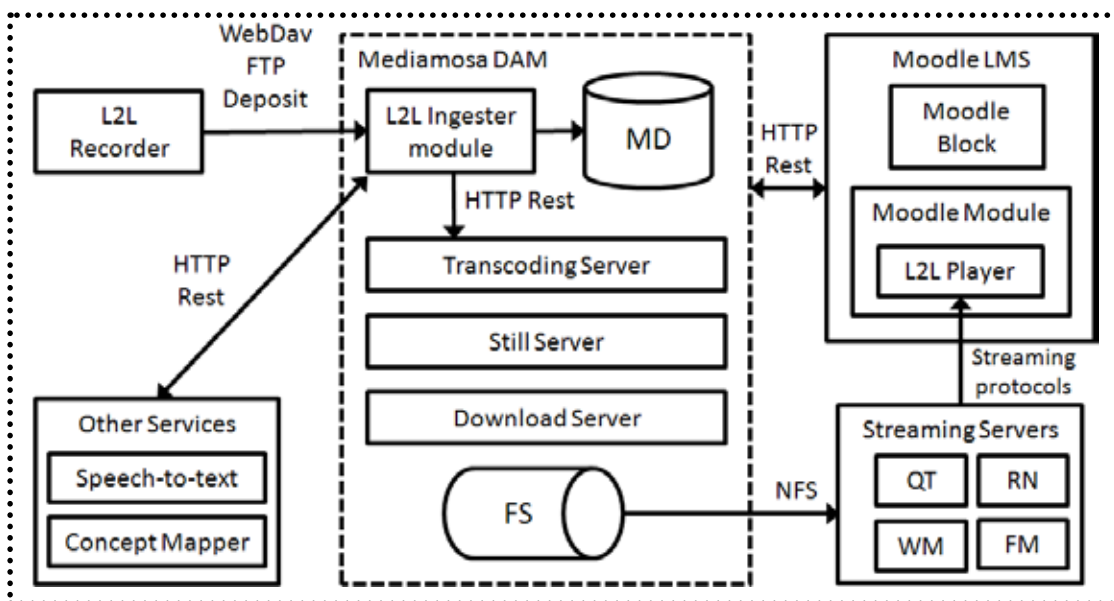 WebDav
FTP
Deposit
L2L
Recorder
HTTP
Rest
Other Services
Speech-to-text
Concept Mapper
Mediamosa DAM
L2L Ingester
module
MD
HTTP Rest
Transcoding Server
Still Server
Download Server
FS
NFS
HTTP
Rest
Moodle LMS
Moodle
Block
Moodle Module
L2L Player
Streaming
protocols
Streaming Servers
QT
RN
WM
FM